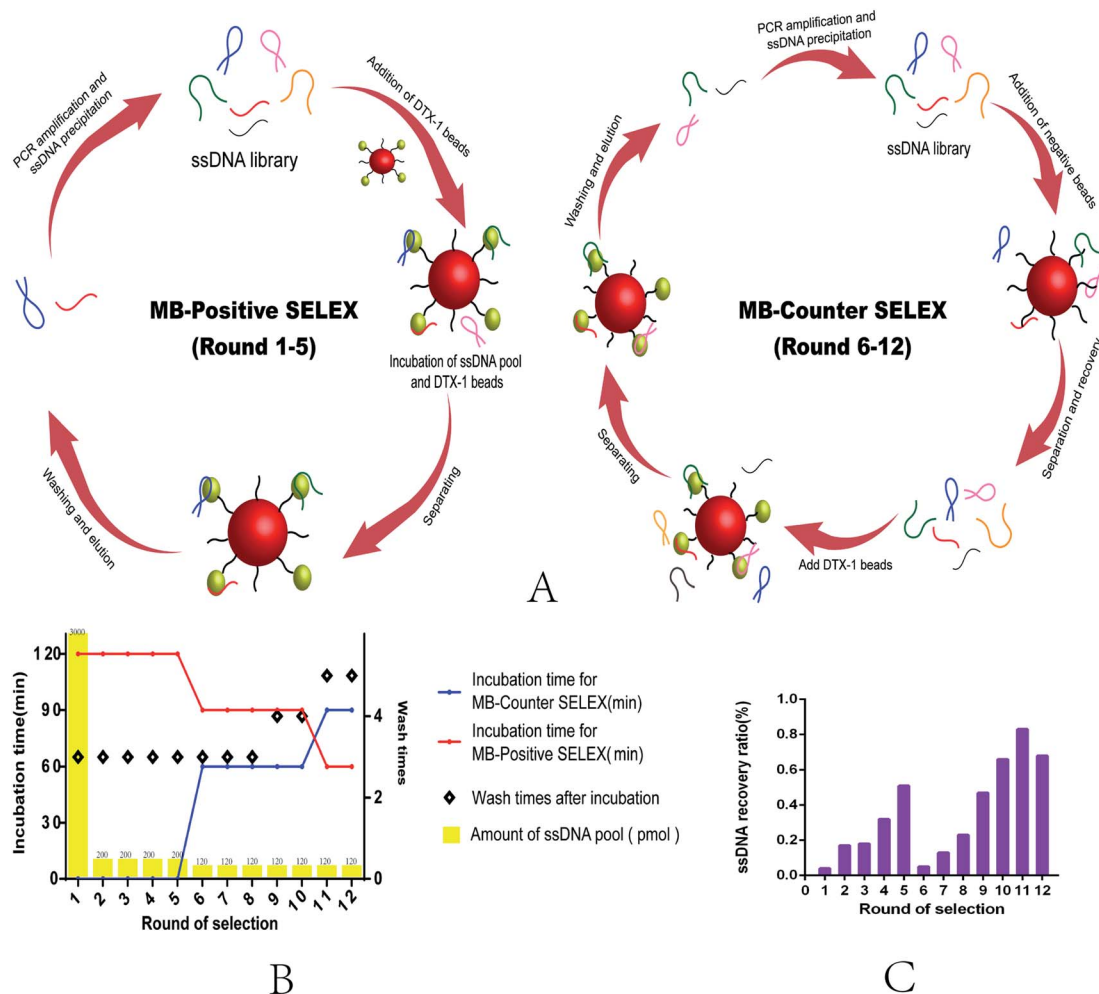 PCR amplification and
ssDNA precipitation
ssDNA library
Addition of DTX-1 beads
MB-Positive SELEX
(Round 1-5)
Incubation of ssDNA pool
and DTX-1 beads
Separating
Washing and elution
PCR amplification and
ssDNA precipitation
ssDNA library
Addition of negative beads
MB-Counter SELEX
(Round 6-12)
Separation and recovery
Add DTX-1 beads
Separating
Washing and elution
A
Incubation time(min)
120
90
60
30
0
3000
200
200
200
200
120
120
120
120
120
120
120
4
2
0
Wash times
1 2 3 4 5 6 7 8 9 10 11 12
Round of selection
Incubation time for
MB-Counter SELEX(min)
Incubation time for
MB-Positive SELEX(min)
Wash times after incubation
Amount of ssDNA pool ( pmol )
B
ssDNA recovery ratio(%)
1.0
0.8
0.6
0.4
0.2
0.0
0 1 2 3 4 5 6 7 8 9 10 11 12
Round of selection
C